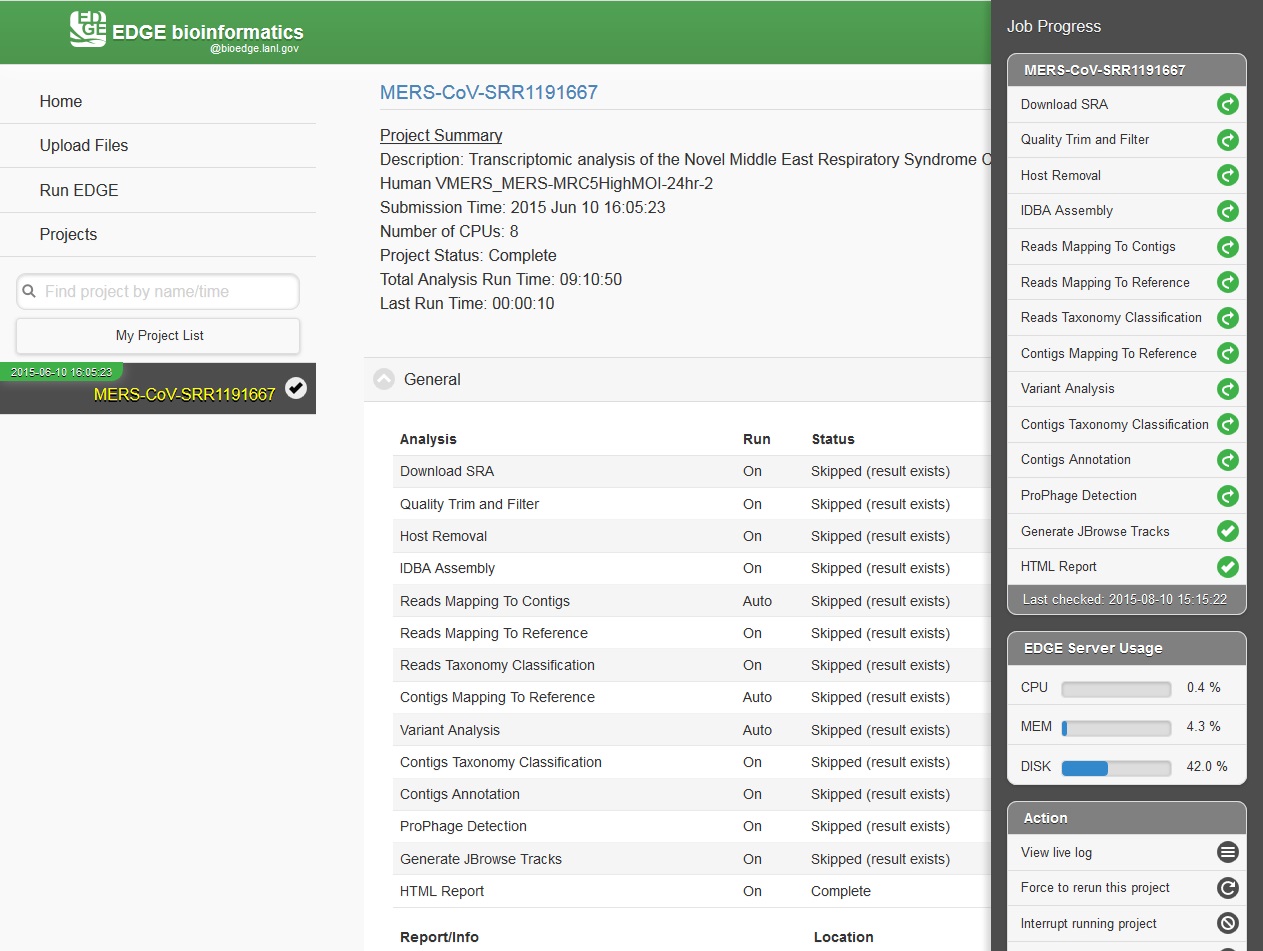 ED
GE
EDGE bioinformatics
@bioedge.lanl.gov
Home
Upload Files
Run EDGE
Projects
Find project by name/time
My Project List
2015-06-10 16:05:23
MERS-CoV-SRR1191667
MERS-CoV-SRR1191667
Project Summary
Description: Transcriptomic analysis of the Novel Middle East Respiratory Syndrome C
Human VMERS_MERS-MRC5HighMOI-24hr-2
Submission Time: 2015 Jun 10 16:05:23
Number of CPUs: 8
Project Status: Complete
Total Analysis Run Time: 09:10:50
Last Run Time: 00:00:10
General
Analysis Run Status
Download SRA On Skipped (result exists)
Quality Trim and Filter On Skipped (result exists)
Host Removal On Skipped (result exists)
IDBA Assembly On Skipped (result exists)
Reads Mapping To Contigs Auto Skipped (result exists)
Reads Mapping To Reference On Skipped (result exists)
Reads Taxonomy Classification On Skipped (result exists)
Contigs Mapping To Reference Auto Skipped (result exists)
Variant Analysis Auto Skipped (result exists)
Contigs Taxonomy Classification On Skipped (result exists)
Contigs Annotation On Skipped (result exists)
ProPhage Detection On Skipped (result exists)
Generate JBrowse Tracks On Skipped (result exists)
HTML Report On Complete
Report/Info Location
Job Progress
MERS-CoV-SRR1191667
Download SRA
Quality Trim and Filter
Host Removal
IDBA Assembly
Reads Mapping To Contigs
Reads Mapping To Reference
Reads Taxonomy Classification
Contigs Mapping To Reference
Variant Analysis
Contigs Taxonomy Classification
Contigs Annotation
ProPhage Detection
Generate JBrowse Tracks
HTML Report
Last checked: 2015-08-10 15:15:22
EDGE Server Usage
CPU 0.4 %
MEM 4.3 %
DISK 42.0 %
Action
View live log
Force to rerun this project
Interrupt running project